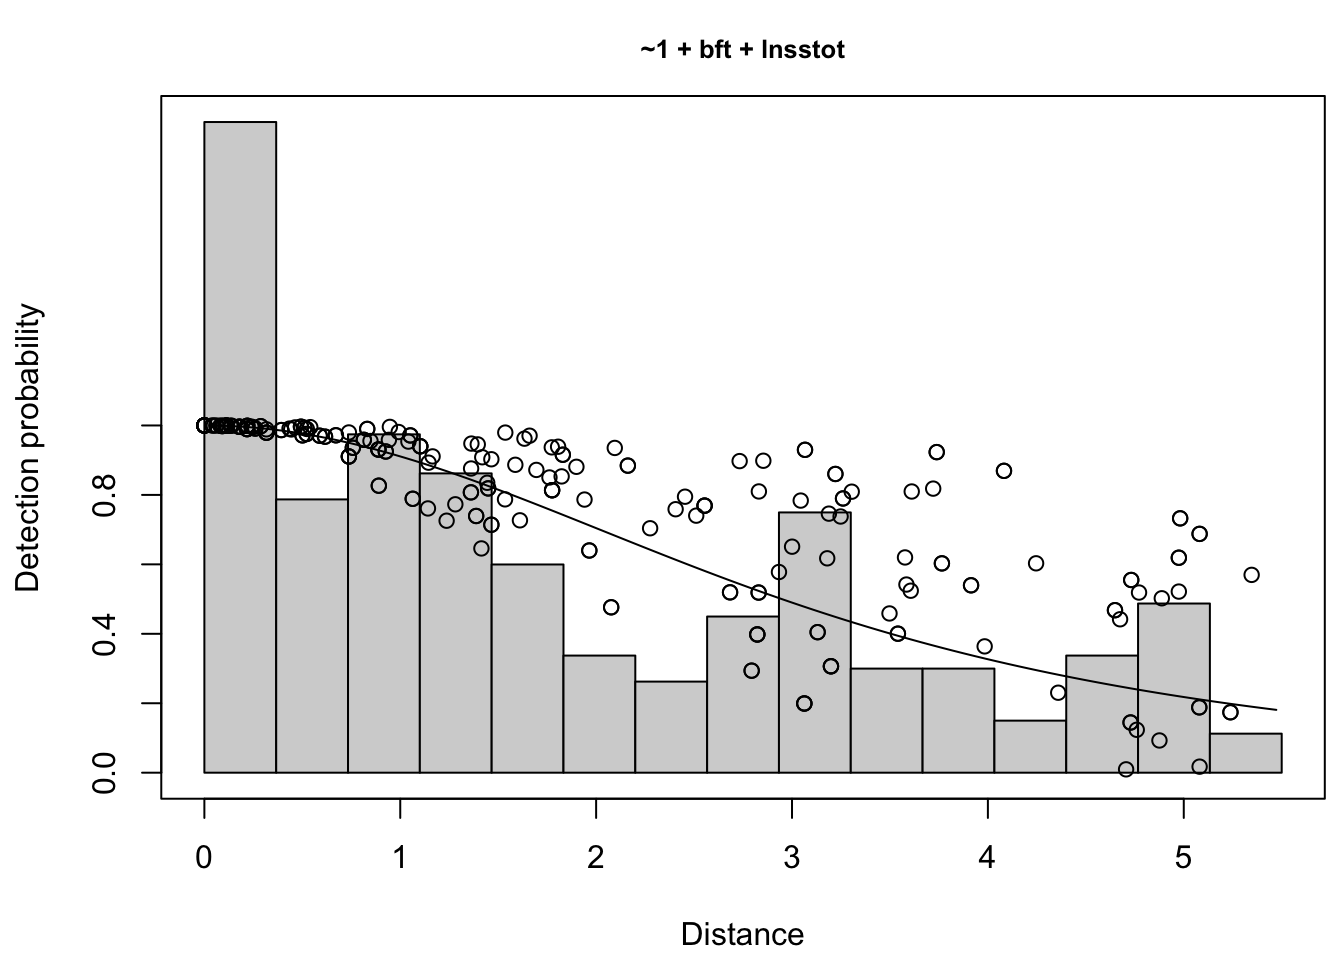 ~1 + bft + lnsstot
Detection probability
0.8
0.4
0.0
0 1 2 3 4 5
Distance